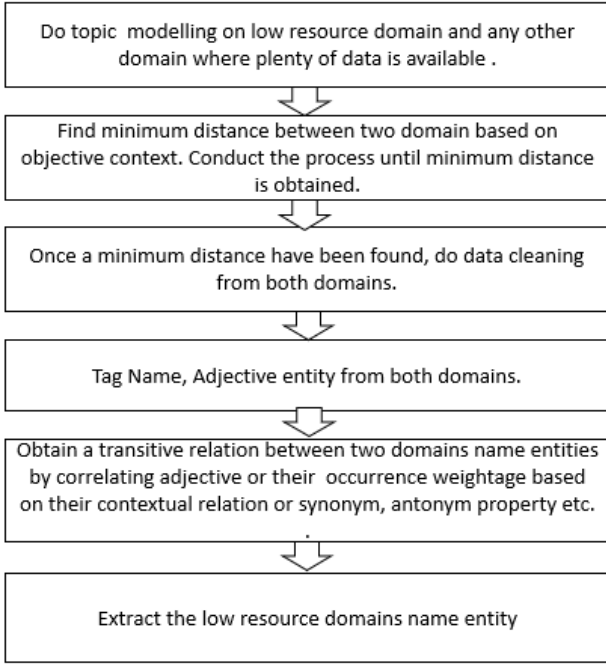 Do topic modelling on low resource domain and any other
domain where plenty of data is available .
Find minimum distance between two domain based on
objective context. Conduct the process until minimum distance
is obtained.
Once a minimum distance have been found, do data cleaning
from both domains.
Tag Name, Adjective entity from both domains.
Obtain a transitive relation between two domains name entities
by correlating adjective or their occurrence weightage based
on their contextual relation or synonym, antonym property etc.
.
Extract the low resource domains name entity